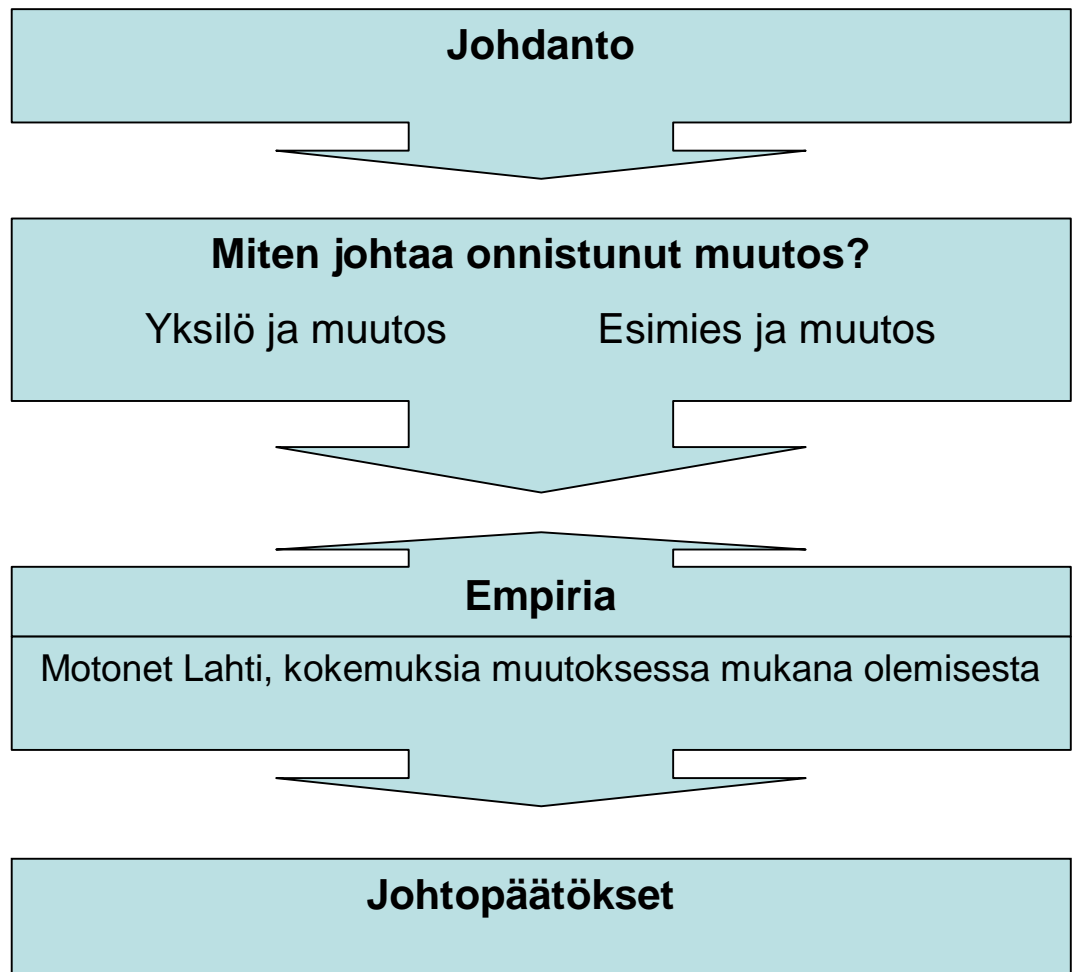 Johdanto
Miten johtaa onnistunut muutos?
Yksilö ja muutos Esimies ja muutos
Empiria
Motonet Lahti, kokemuksia muutoksessa mukana olemisesta
Johtopäätökset